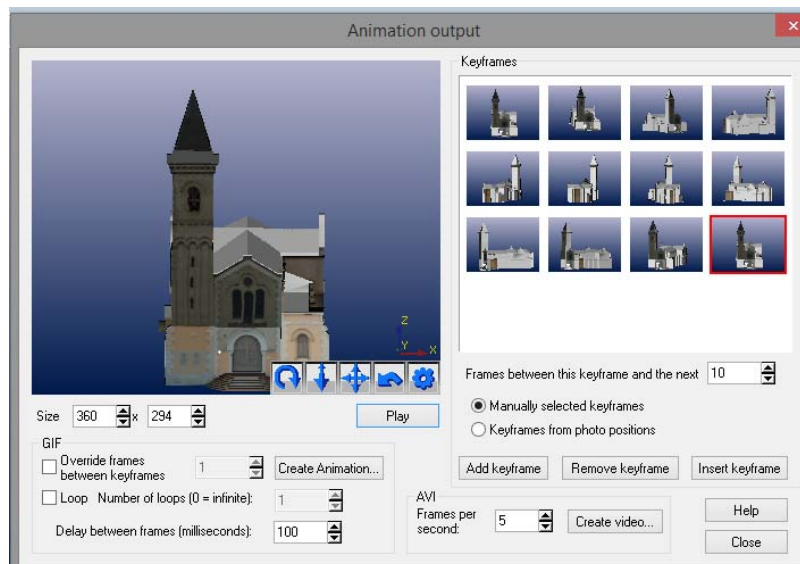 Animation output
Keyframes
Z
Y X
Frames between this keyframe and the next 10
Size 360 x 294 Play
Manually selected keyframes
Keyframes from photo positions
GIF
Override frames
between keyframes 1 Create Animation...
Add keyframe Remove keyframe Insert keyframe
Loop Number of loops (0 = infinite): 1
AVI
Frames per
second: 5 Create video...
Help
Delay between frames (milliseconds): 100
Close